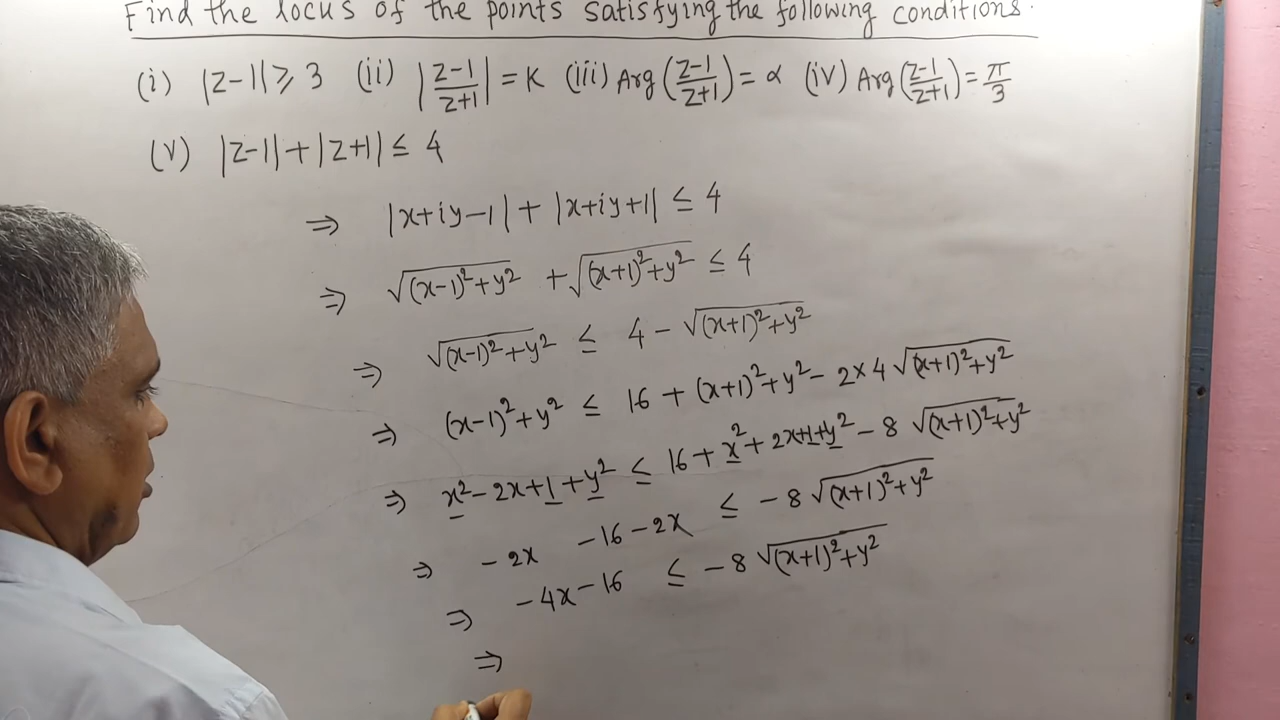 Find the locus of the points satisfying the following conditions.
(i) |z-1| ≥ 3 (ii) |(z-1)/(z+1)| = K (iii) Arg((z-1)/(z+1)) = α (iv) Arg((z-1)/(z+1)) = π/3
(v) |z-1| + |z+1| ≤ 4
⇒ |x+iy-1| + |x+iy+1| ≤ 4
⇒ √((x-1)²+y²) + √((x+1)²+y²) ≤ 4
⇒ √((x-1)²+y²) ≤ 4 - √((x+1)²+y²)
⇒ (x-1)²+y² ≤ 16 + (x+1)²+y² - 2×4 √((x+1)²+y²)
⇒ x²-2x+1+y² ≤ 16+x²+2x+1+y² - 8 √((x+1)²+y²)
⇒ -2x -16-2x ≤ -8 √((x+1)²+y²)
⇒ -4x-16 ≤ -8 √((x+1)²+y²)
⇒